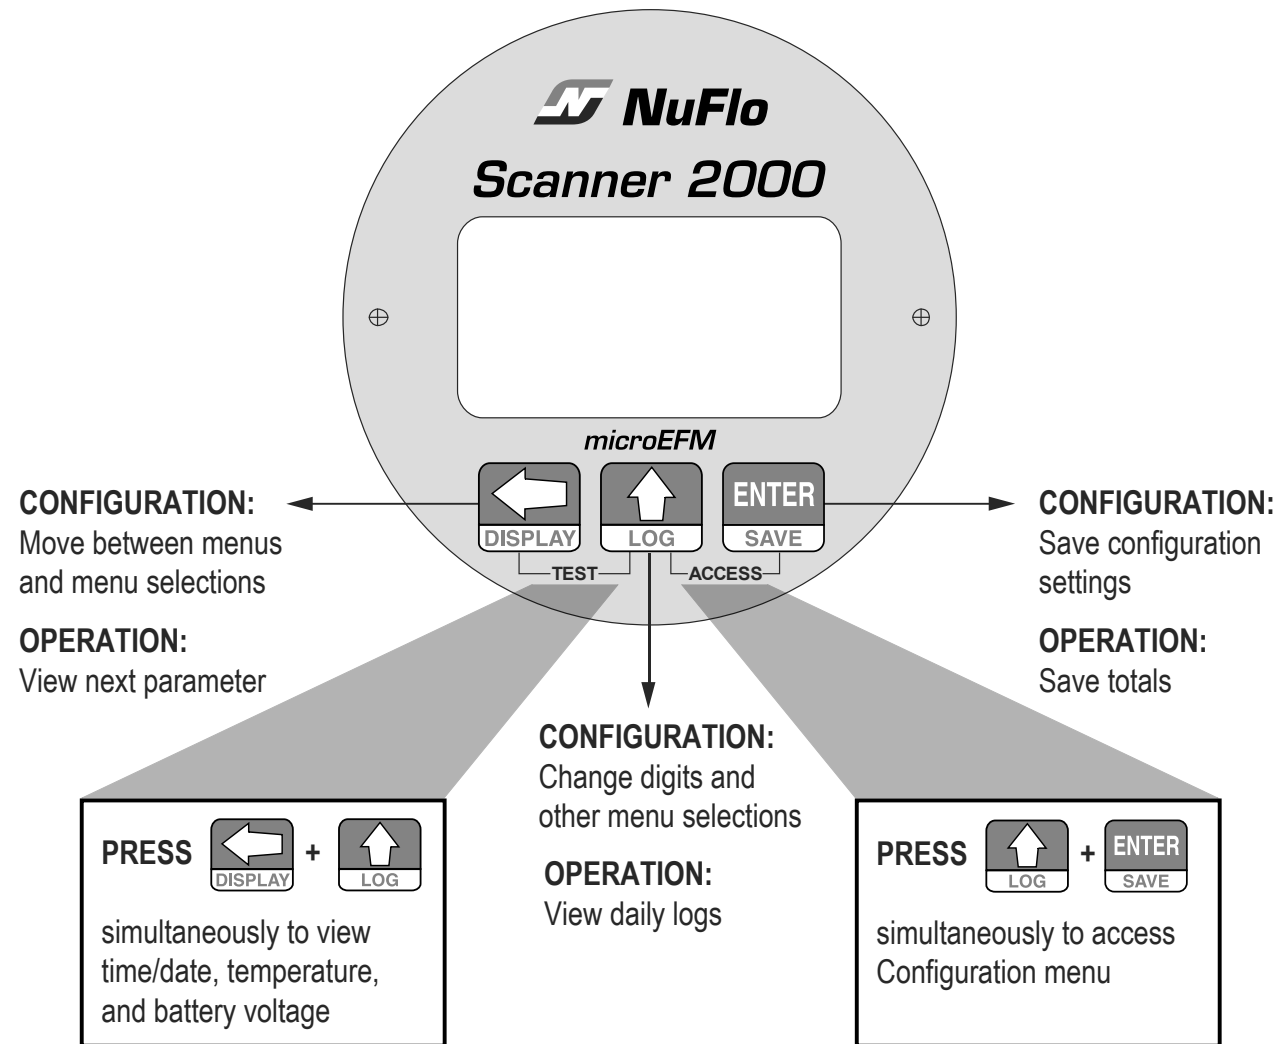 NuFlo
Scanner 2000
microEFM
ENTER
DISPLAY
LOG
SAVE
TEST
ACCESS
CONFIGURATION:
Move between menus
and menu selections
OPERATION:
View next parameter
CONFIGURATION:
Change digits and
other menu selections
OPERATION:
View daily logs
CONFIGURATION:
Save configuration
settings
OPERATION:
Save totals
PRESS DISPLAY + LOG
simultaneously to view
time/date, temperature,
and battery voltage
PRESS LOG + ENTER SAVE
simultaneously to access
Configuration menu